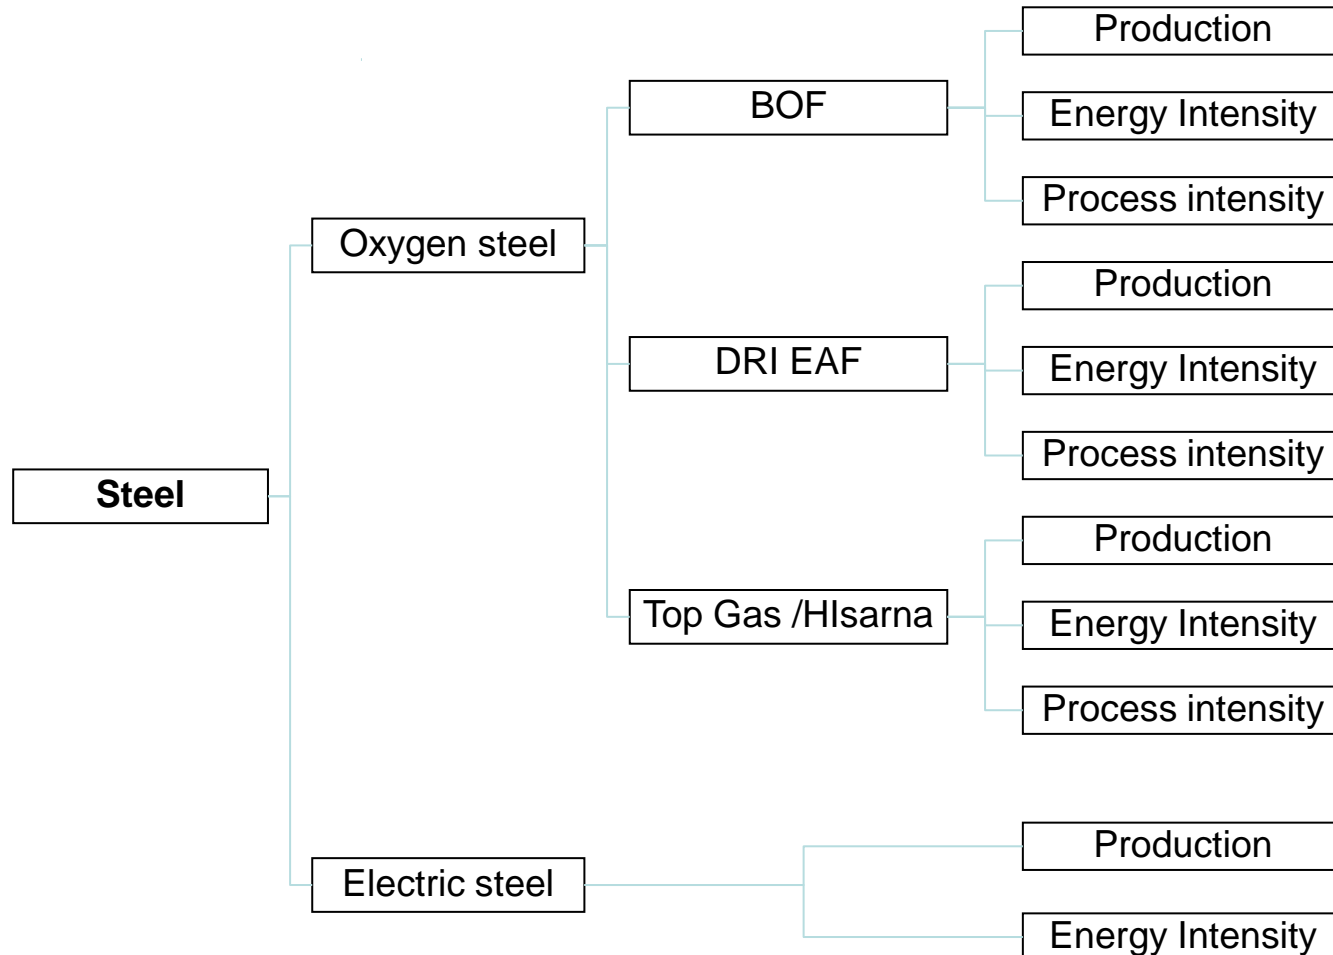 Production
BOF
Energy Intensity
Process intensity
Oxygen steel
Production
DRI EAF
Energy Intensity
Process intensity
Steel
Production
Top Gas /HIsarna
Energy Intensity
Process intensity
Production
Electric steel
Energy Intensity